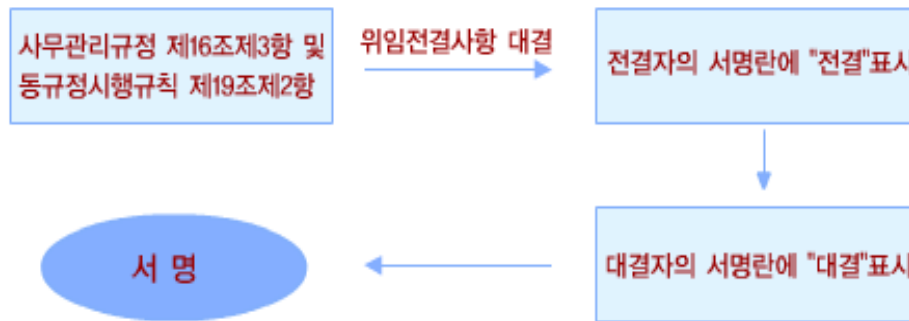 사무관리규정 제16조제3항 및
동규정시행규칙 제19조제2항
위임전결사항 대결
전결자의 서명란에 "전결"표시
대결자의 서명란에 "대결"표시
서 명